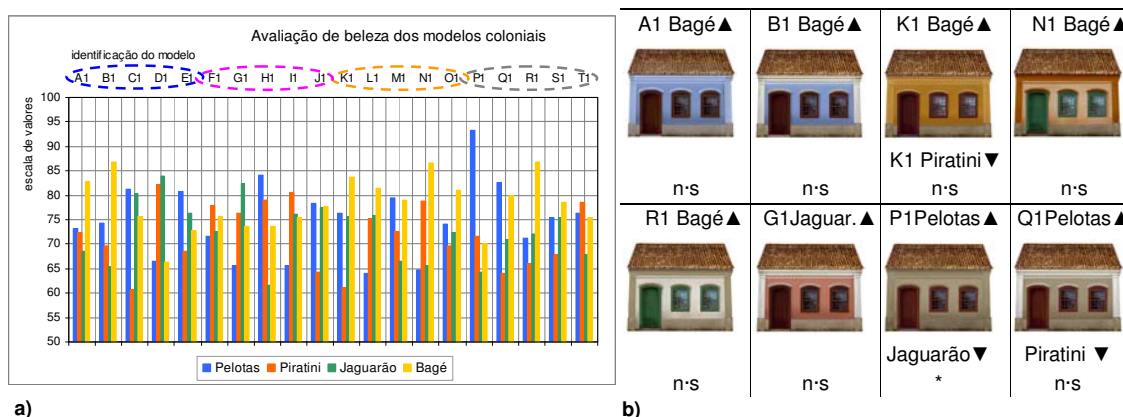 Avaliação de beleza dos modelos coloniais
identificação do modelo
A1 B1 C1 D1 E1 F1 G1 H1 I1 J1 K1 L1 M1 N1 O1 P1 Q1 R1 S1 T1
escala de valores
100
95
90
85
80
75
70
65
60
55
50
Pelotas Piratini Jaguarão Bagé
a)
A1 Bagé▲ B1 Bagé▲ K1 Bagé▲ N1 Bagé▲
K1 Piratini▼
n·s n·s n·s n·s
R1 Bagé▲ G1Jaguar.▲ P1Pelotas▲ Q1Pelotas▲
Jaguarão▼ Piratini ▼
n·s n·s * n·s
b)